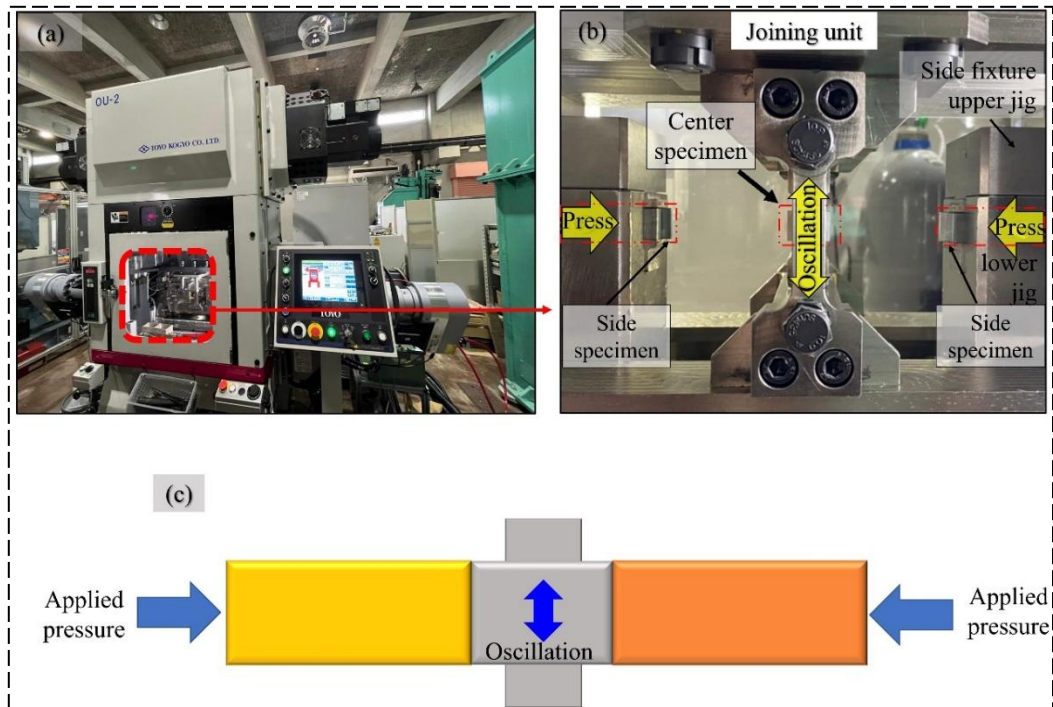 (a)
OU-2
TOYO KOGYO CO.,LTD.
TOYO
(b)
Joining unit
Side fixture
upper jig
Center
specimen
Press
Oscillation
Press
lower
jig
Side
specimen
Side
specimen
(c)
Applied
pressure
Oscillation
Applied
pressure